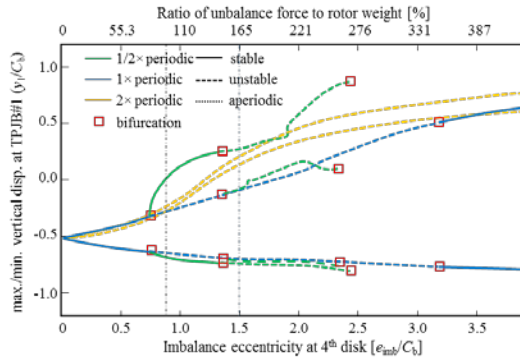 Ratio of unbalance force to rotor weight [%]
0 55.3 110 165 221 276 331 387
1/2× periodic stable
1× periodic unstable
2× periodic aperiodic
bifurcation
max./min. vertical disp. at TPJB#1 (y₁/C_b)
1.0
0.5
0.0
-0.5
-1.0
0 0.5 1.0 1.5 2.0 2.5 3.0 3.5
Imbalance eccentricity at 4ᵗʰ disk [e_imb/C_b]